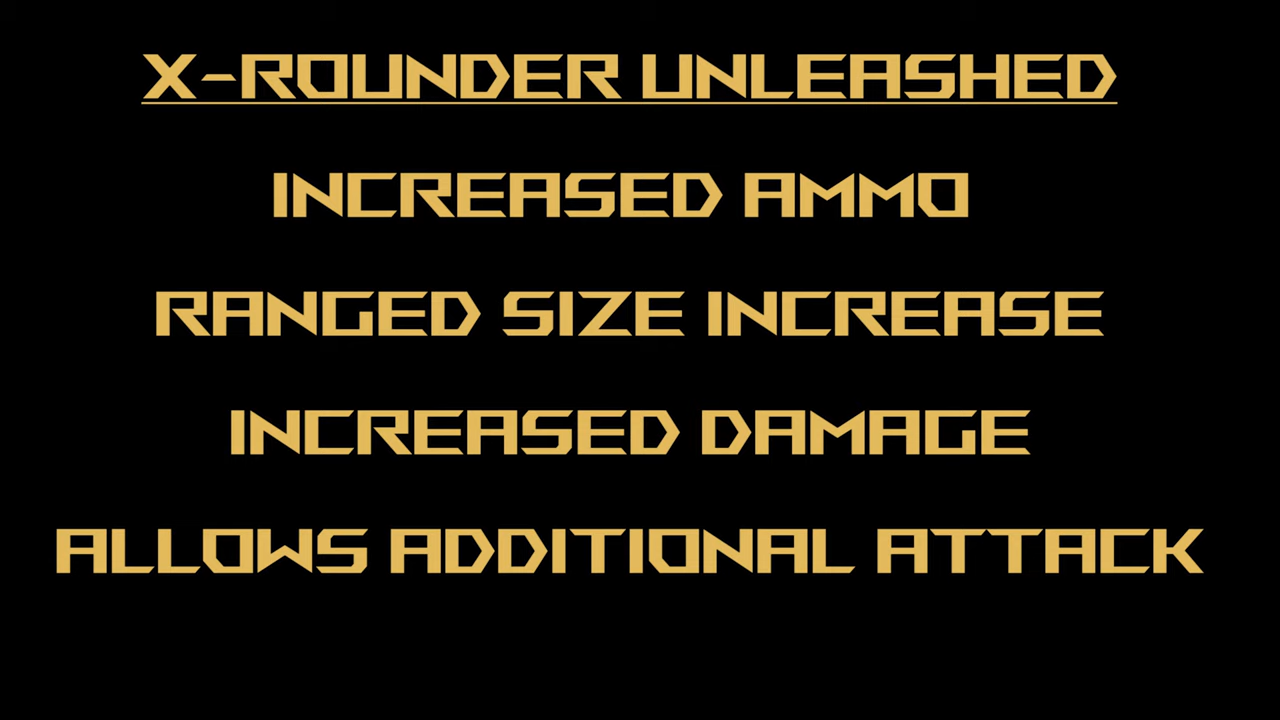 X-ROUNDER UNLEASHED
INCREASED AMMO
RANGED SIZE INCREASE
INCREASED DAMAGE
ALLOWS ADDITIONAL ATTACK